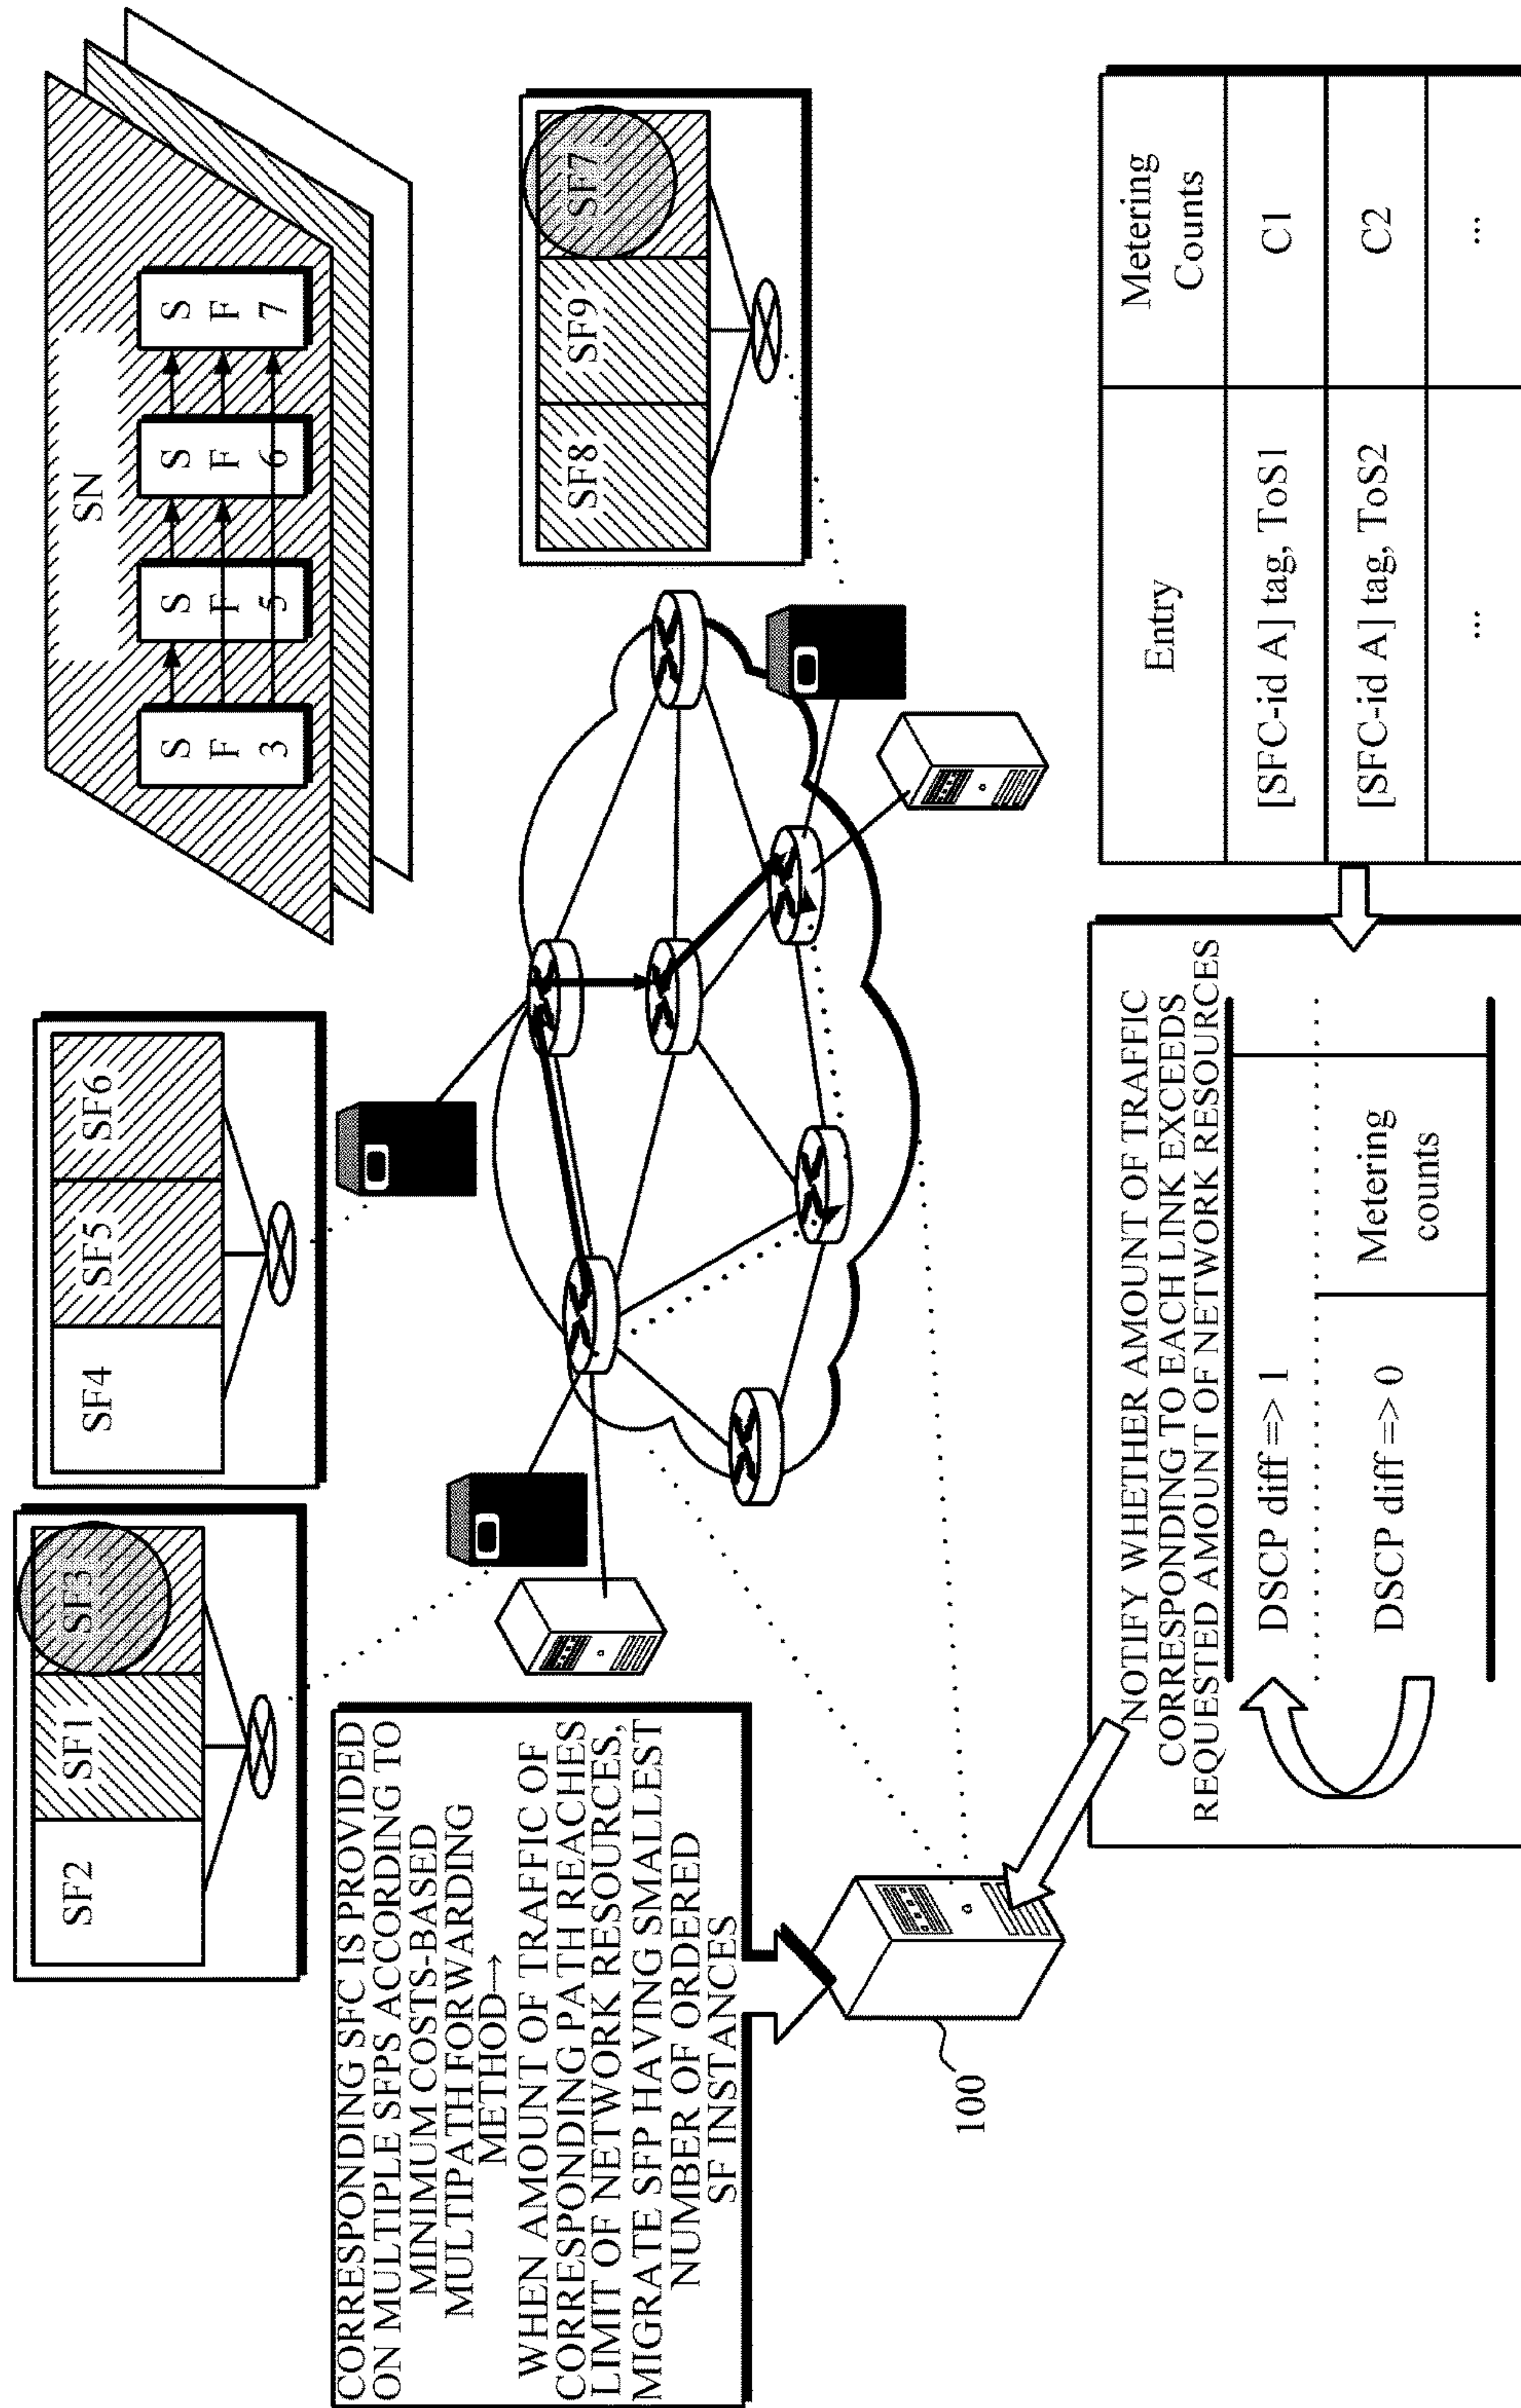 SF2
SF1
SF3
SF4
SF5
SF6
SN
S
F
3
S
F
5
S
F
6
S
F
7
CORRESPONDING SFC IS PROVIDED
ON MULTIPLE SFPS ACCORDING TO
MINIMUM COSTS-BASED
MULTIPATH FORWARDING
METHOD→
WHEN AMOUNT OF TRAFFIC OF
CORRESPONDING PATH REACHES
LIMIT OF NETWORK RESOURCES,
MIGRATE SFP HAVING SMALLEST
NUMBER OF ORDERED
SF INSTANCES
SF8
SF9
SF7
100
NOTIFY WHETHER AMOUNT OF TRAFFIC
CORRESPONDING TO EACH LINK EXCEEDS
REQUESTED AMOUNT OF NETWORK RESOURCES
DSCP diff => 1
DSCP diff => 0
Metering
counts
Entry
Metering
Counts
[SFC-id A] tag, ToS1
C1
[SFC-id A] tag, ToS2
C2
...
...